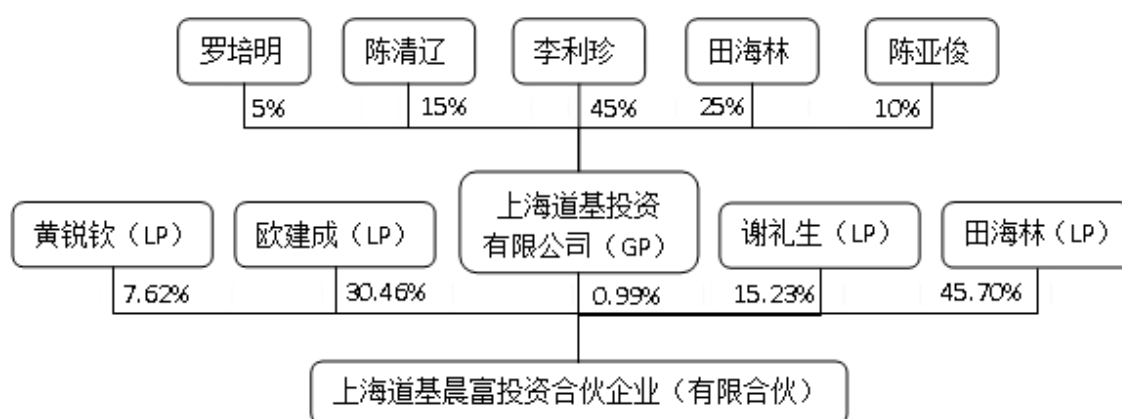 罗培明
陈清辽
李利珍
田海林
陈亚俊
5%
15%
45%
25%
10%
黄锐钦（LP）
欧建成（LP）
上海道基投资
有限公司（GP）
谢礼生（LP）
田海林（LP）
7.62%
30.46%
0.99%
15.23%
45.70%
上海道基晨富投资合伙企业（有限合伙）